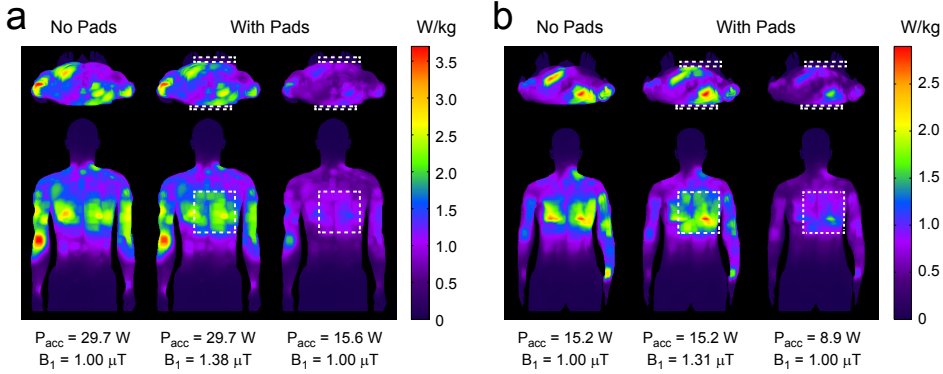 a
No Pads
With Pads
W/kg
3.5
3.0
2.5
2.0
1.5
1.0
0.5
0
P_acc = 29.7 W
B_1 = 1.00 μT
P_acc = 29.7 W
B_1 = 1.38 μT
P_acc = 15.6 W
B_1 = 1.00 μT
b
No Pads
With Pads
W/kg
2.5
2.0
1.5
1.0
0.5
0
P_acc = 15.2 W
B_1 = 1.00 μT
P_acc = 15.2 W
B_1 = 1.31 μT
P_acc = 8.9 W
B_1 = 1.00 μT